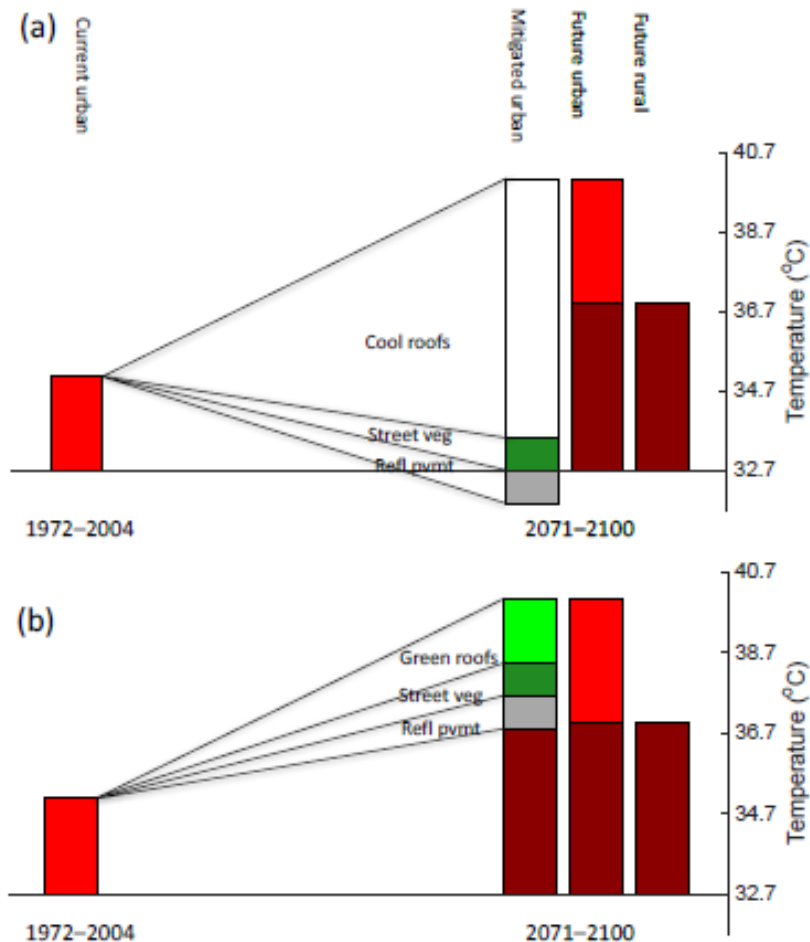 (a)
Current urban
Mitigated urban
Future urban
Future rural
40.7
38.7
36.7
34.7
32.7
Temperature (°C)
Cool roofs
Street veg
Refl pvmt
1972–2004
2071–2100
(b)
40.7
38.7
36.7
34.7
32.7
Temperature (°C)
Green roofs
Street veg
Refl pvmt
1972–2004
2071–2100